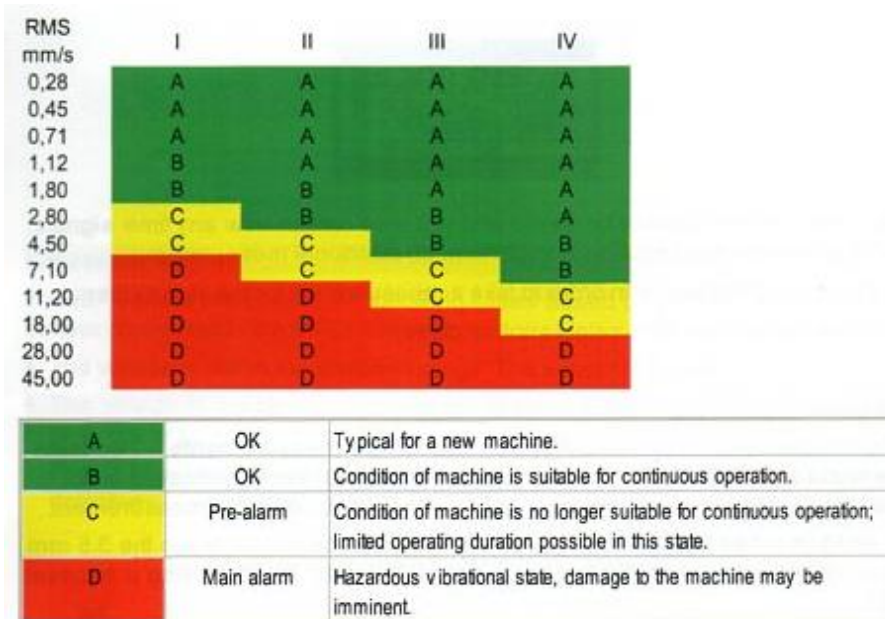 RMS
mm/s I II III IV
0,28 A A A A
0,45 A A A A
0,71 A A A A
1,12 B A A A
1,80 B B A A
2,80 C B B A
4,50 C C B B
7,10 D C C B
11,20 D D C C
18,00 D D D C
28,00 D D D D
45,00 D D D D
A OK Typical for a new machine.
B OK Condition of machine is suitable for continuous operation.
C Pre-alarm Condition of machine is no longer suitable for continuous operation;
limited operating duration possible in this state.
D Main alarm Hazardous vibrational state, damage to the machine may be
imminent.